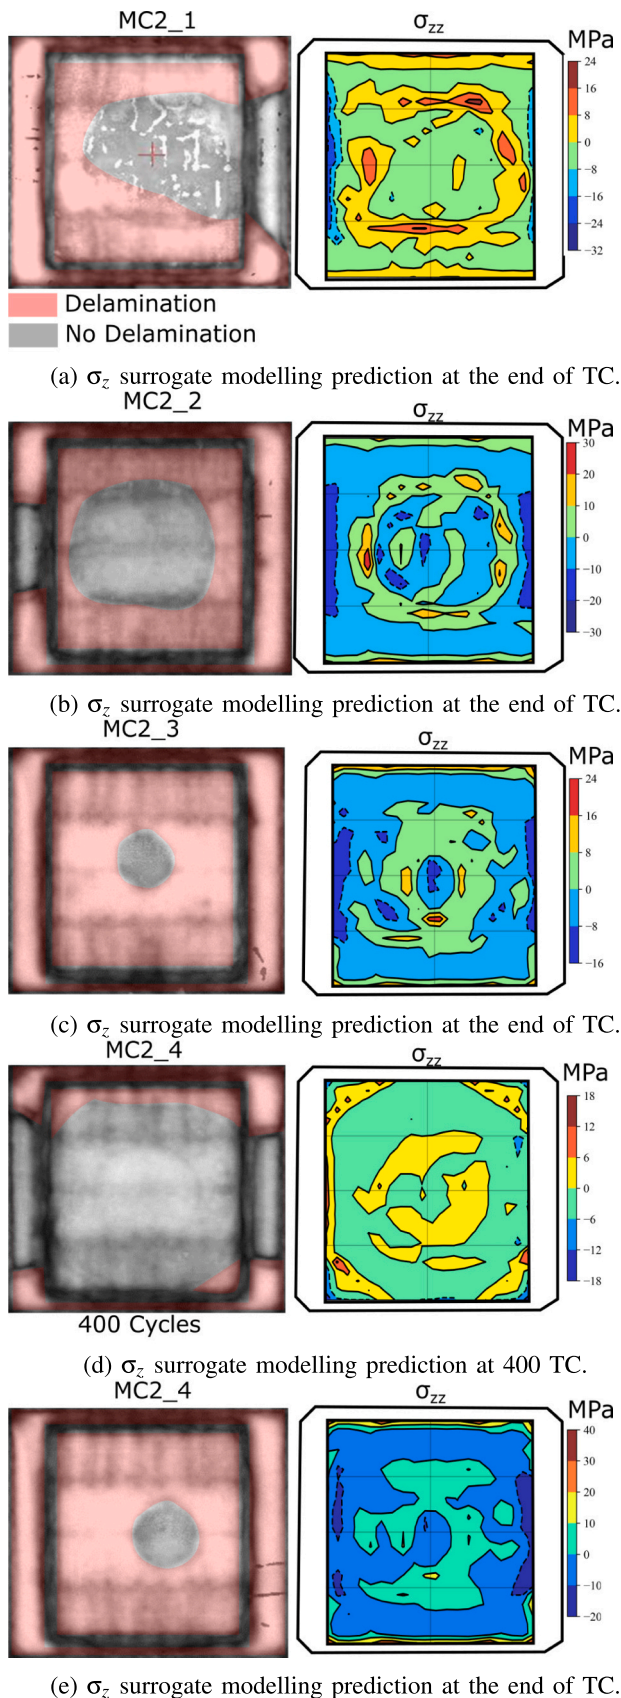 MC2_1
σzz
MPa
24
16
8
0
−8
−16
−24
−32
Delamination
No Delamination
(a) σz surrogate modelling prediction at the end of TC.
MC2_2
σzz
MPa
30
20
10
0
−10
−20
−30
(b) σz surrogate modelling prediction at the end of TC.
MC2_3
σzz
MPa
24
16
8
0
−8
−16
(c) σz surrogate modelling prediction at the end of TC.
MC2_4
σzz
MPa
18
12
6
0
−6
−12
−18
400 Cycles
(d) σz surrogate modelling prediction at 400 TC.
MC2_4
σzz
MPa
40
30
20
10
0
−10
−20
(e) σz surrogate modelling prediction at the end of TC.